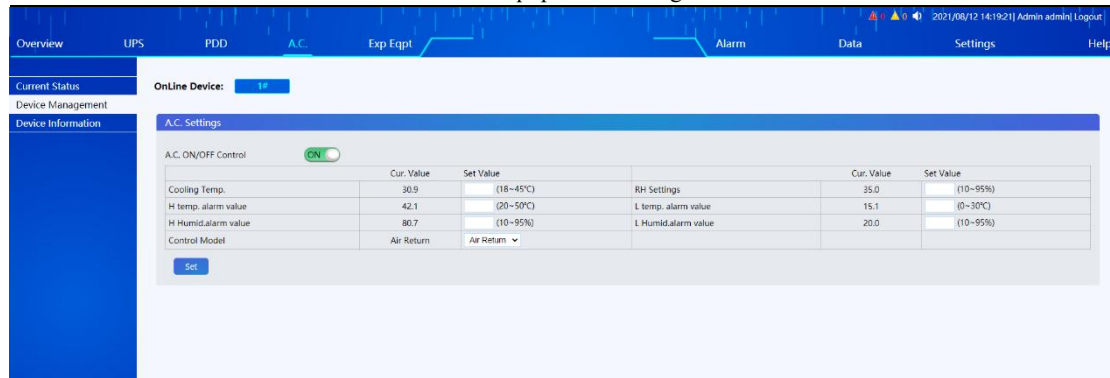 0 0 2021/08/12 14:19:21| Admin admin| Logout
Overview UPS PDD A.C. Exp Eqpt Alarm Data Settings Help
Current Status
Device Management
Device Information
OnLine Device: 1#
A.C. Settings
A.C. ON/OFF Control ON
Cur. Value Set Value Cur. Value Set Value
Cooling Temp. 30.9 (18~45℃) RH Settings 35.0 (10~95%)
H temp. alarm value 42.1 (20~50℃) L temp. alarm value 15.1 (0~30℃)
H Humid.alarm value 80.7 (10~95%) L Humid.alarm value 20.0 (10~95%)
Control Model Air Return Air Return
Set